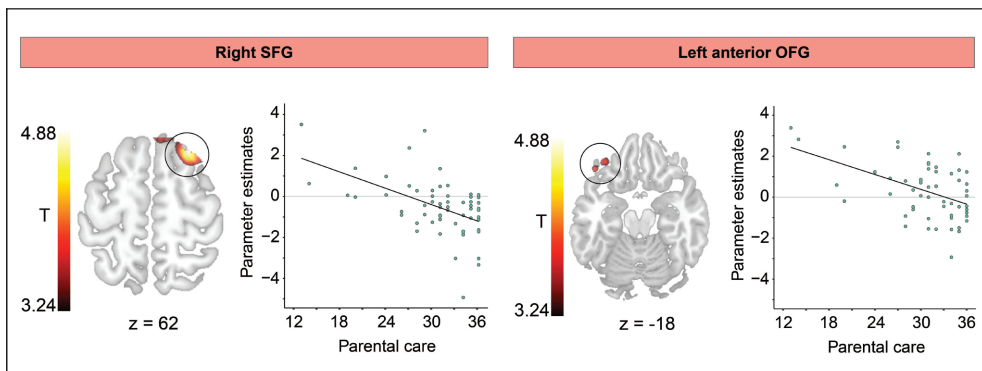 Right SFG
4.88
T
3.24
z = 62
Parameter estimates
4
2
0
−2
−4
12 18 24 30 36
Parental care
Left anterior OFG
4.88
T
3.24
z = -18
Parameter estimates
4
2
0
−2
−4
12 18 24 30 36
Parental care